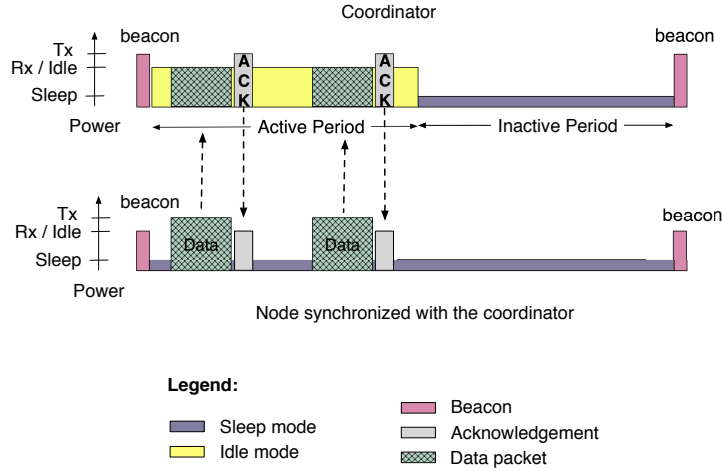 Coordinator
beacon
beacon
Tx
Rx / Idle
Sleep
Power
A
C
K
A
C
K
Active Period
Inactive Period
beacon
beacon
Tx
Rx / Idle
Sleep
Power
Data
Data
Node synchronized with the coordinator
Legend:
Sleep mode
Idle mode
Beacon
Acknowledgement
Data packet